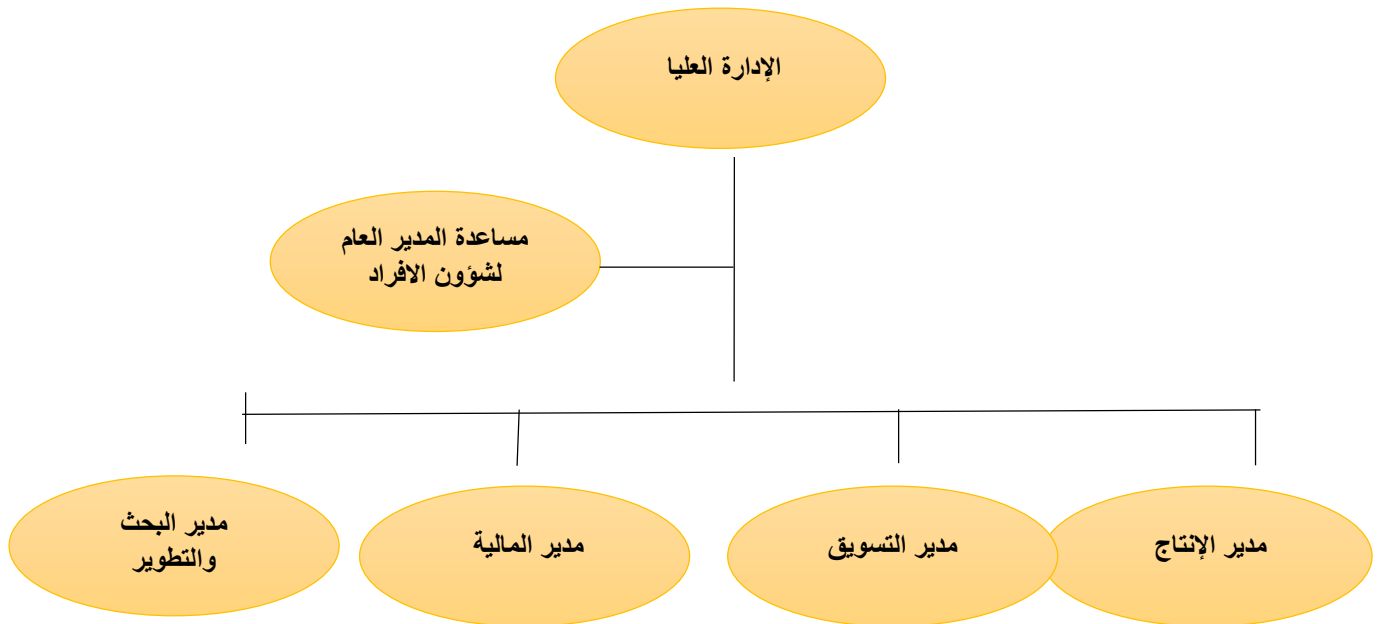 الإدارة العليا
مساعدة المدير العام
لشؤون الافراد
مدير الإنتاج
مدير التسويق
مدير المالية
مدير البحث
والتطوير